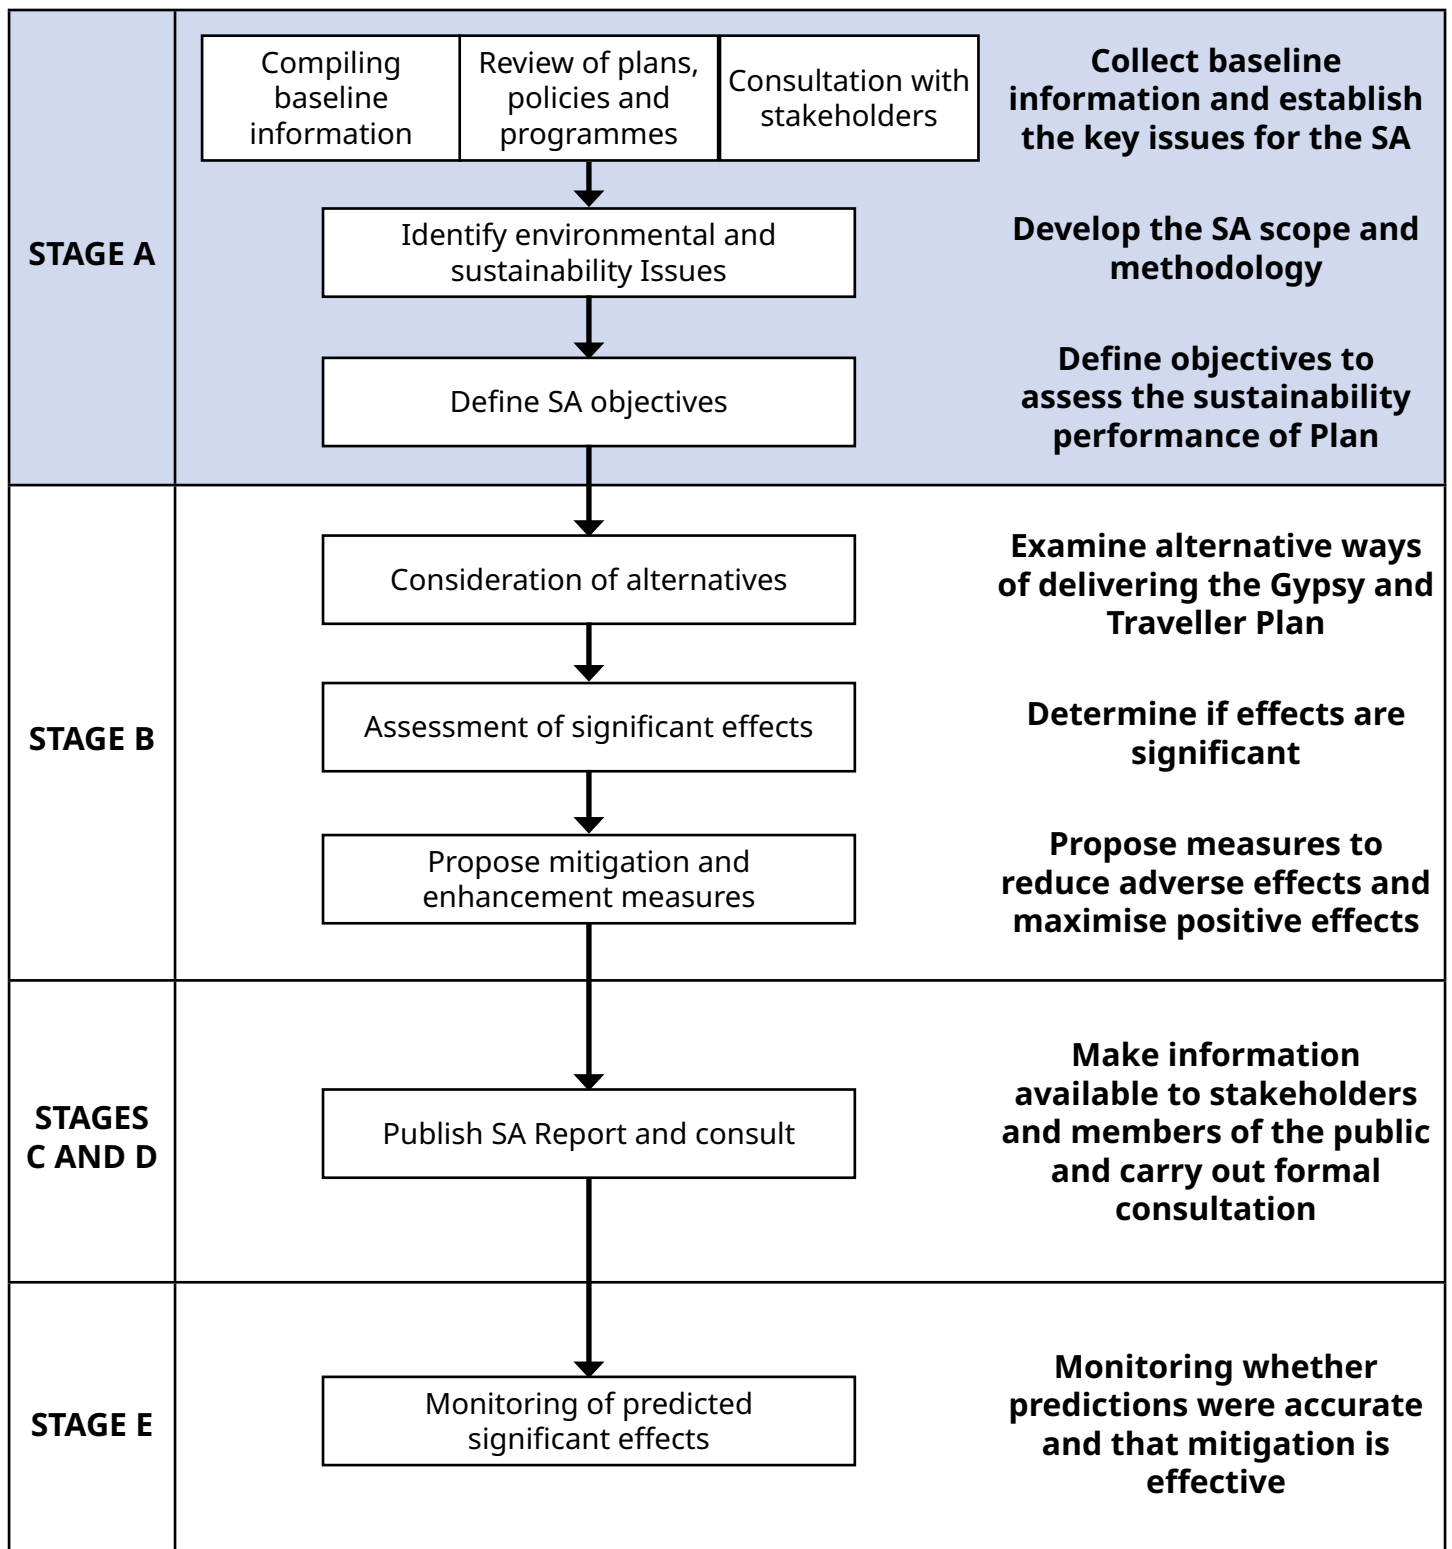 STAGE A
Compiling
baseline
information
Review of plans,
policies and
programmes
Consultation with
stakeholders
Collect baseline
information and establish
the key issues for the SA
Identify environmental and
sustainability Issues
Develop the SA scope and
methodology
Define SA objectives
Define objectives to
assess the sustainability
performance of Plan
STAGE B
Consideration of alternatives
Examine alternative ways
of delivering the Gypsy and
Traveller Plan
Assessment of significant effects
Determine if effects are
significant
Propose mitigation and
enhancement measures
Propose measures to
reduce adverse effects and
maximise positive effects
STAGES
C AND D
Publish SA Report and consult
Make information
available to stakeholders
and members of the public
and carry out formal
consultation
STAGE E
Monitoring of predicted
significant effects
Monitoring whether
predictions were accurate
and that mitigation is
effective